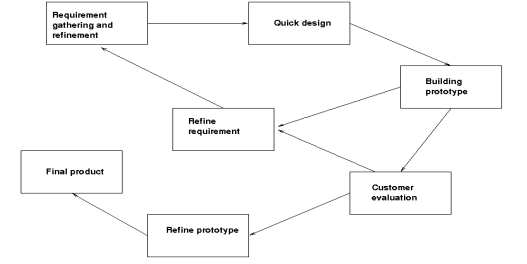 Requirement
gathering and
refinement
Quick design
Building
prototype
Refine
requirement
Customer
evaluation
Refine prototype
Final product